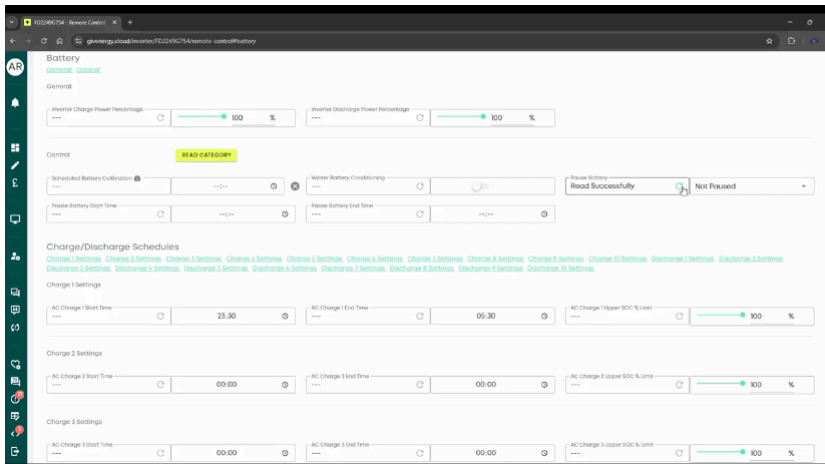 FD2249G754 - Remote Control
givenergy.cloud/inverter/FD2249G754/remote-control#battery
AR
Battery
General Control
General
Inverter Charge Power Percentage
--- 100 %
Inverter Discharge Power Percentage
--- 100 %
Control READ CATEGORY
Scheduled Battery Calibration
--- --:--
Winter Battery Conditioning
---
Pause Battery
Read Successfully Not Paused
Pause Battery Start Time
--- --:--
Pause Battery End Time
--- --:--
Charge/Discharge Schedules
Charge 1 Settings Charge 2 Settings Charge 3 Settings Charge 4 Settings Charge 5 Settings Charge 6 Settings Charge 7 Settings Charge 8 Settings Charge 9 Settings Charge 10 Settings Discharge 1 Settings Discharge 2 Settings
Discharge 3 Settings Discharge 4 Settings Discharge 5 Settings Discharge 6 Settings Discharge 7 Settings Discharge 8 Settings Discharge 9 Settings Discharge 10 Settings
Charge 1 Settings
AC Charge 1 Start Time
--- 23:30
AC Charge 1 End Time
--- 05:30
AC Charge 1 Upper SOC % Limit
--- 100 %
Charge 2 Settings
AC Charge 2 Start Time
--- 00:00
AC Charge 2 End Time
--- 00:00
AC Charge 2 Upper SOC % Limit
--- 100 %
Charge 3 Settings
AC Charge 3 Start Time
--- 00:00
AC Charge 3 End Time
--- 00:00
AC Charge 3 Upper SOC % Limit
--- 100 %